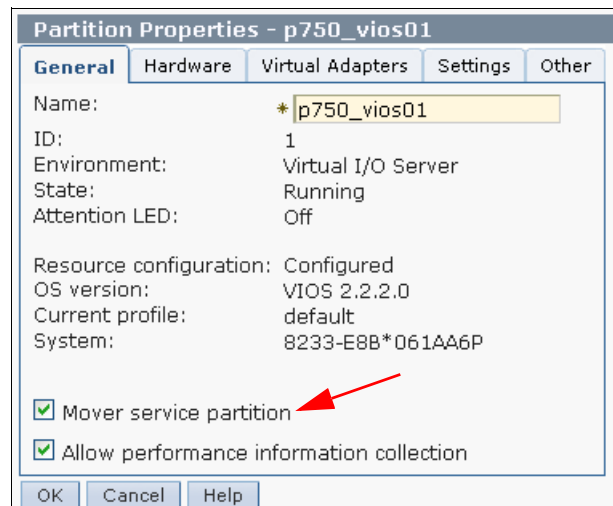 Partition Properties - p750_vios01
General Hardware Virtual Adapters Settings Other
Name: * p750_vios01
ID: 1
Environment: Virtual I/O Server
State: Running
Attention LED: Off
Resource configuration: Configured
OS version: VIOS 2.2.2.0
Current profile: default
System: 8233-E8B*061AA6P
Mover service partition
Allow performance information collection
OK Cancel Help